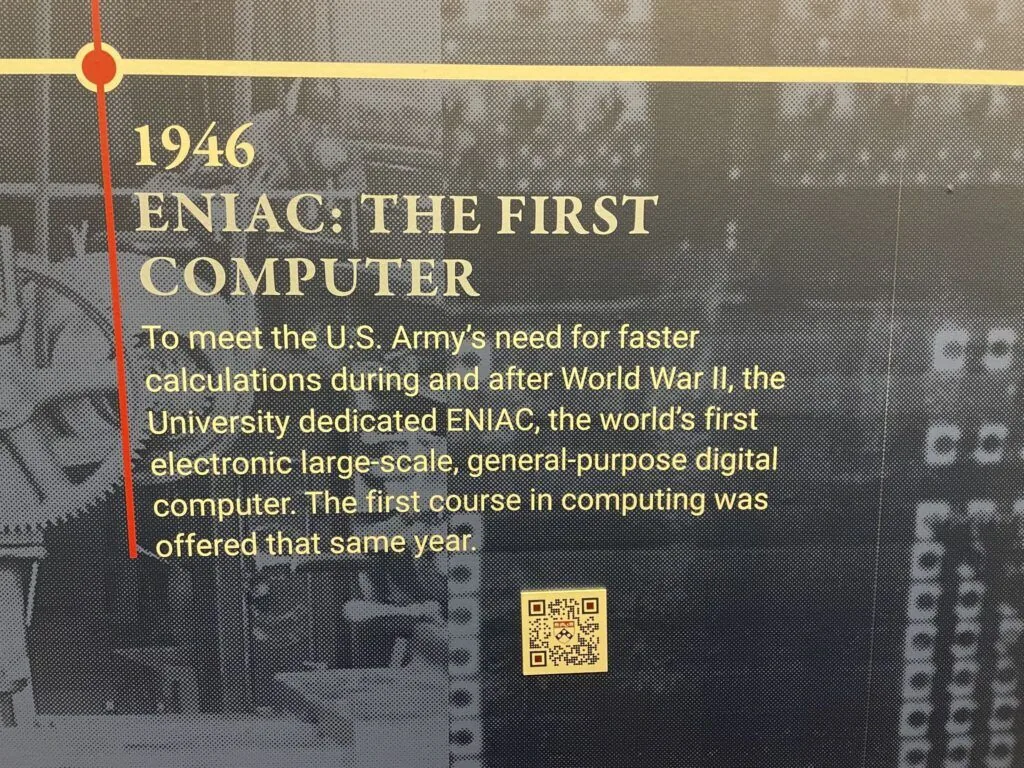 1946
ENIAC: THE FIRST
COMPUTER
To meet the U.S. Army’s need for faster
calculations during and after World War II, the
University dedicated ENIAC, the world’s first
electronic large-scale, general-purpose digital
computer. The first course in computing was
offered that same year.